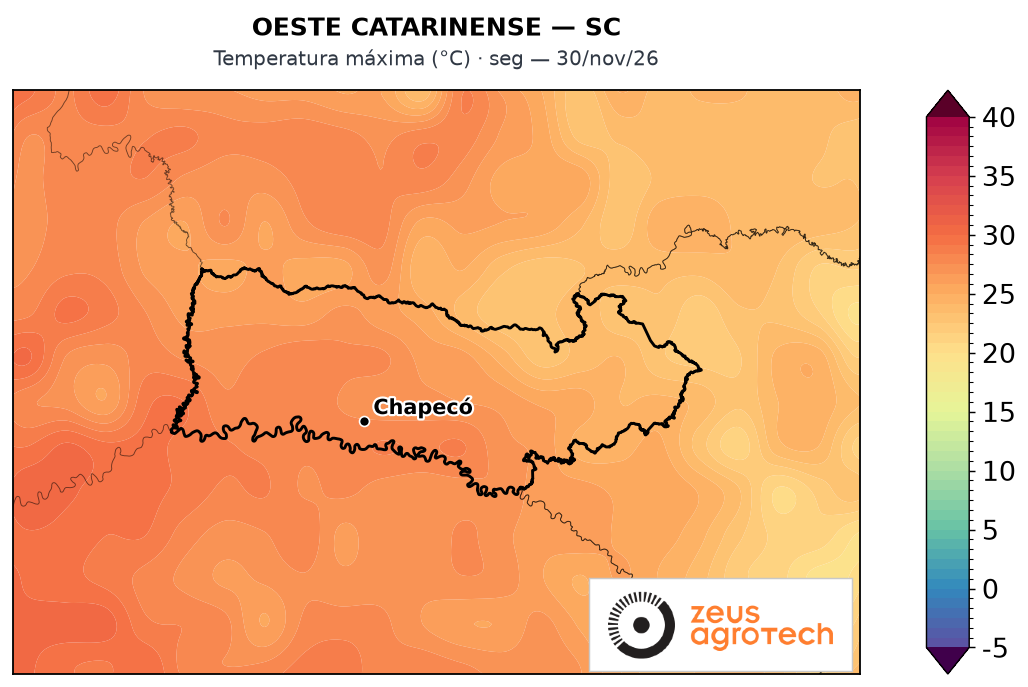 OESTE CATARINENSE — SC
Temperatura máxima (°C) · seg — 30/nov/26
Chapecó
40
35
30
25
20
15
10
5
0
-5
zeus
agrotech